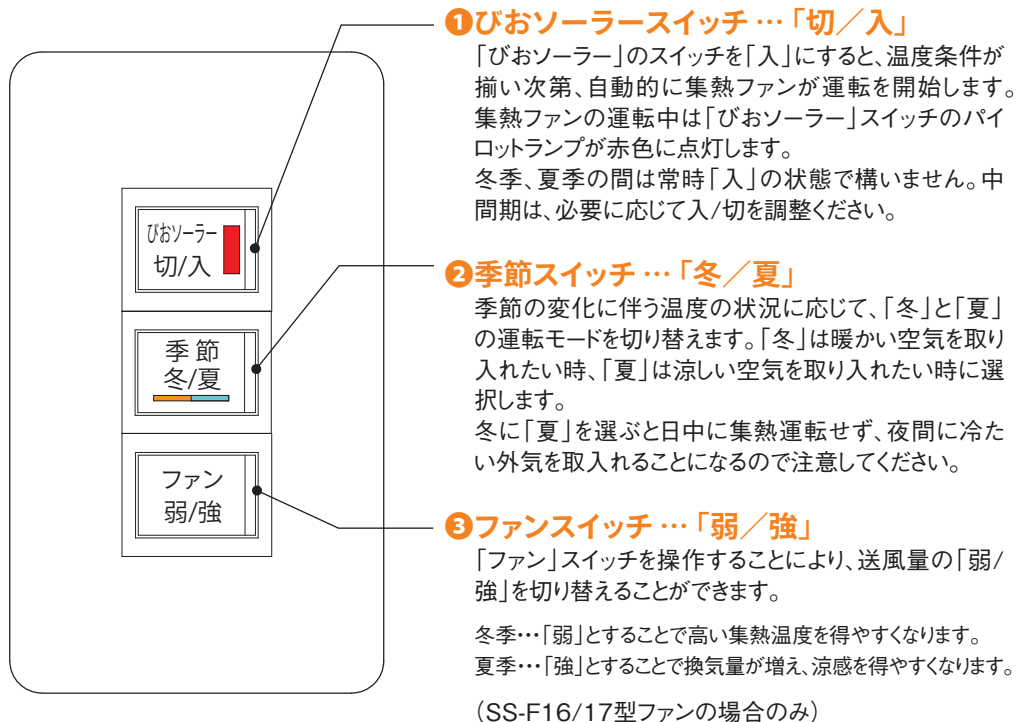 びおソーラー
切/入
季節
冬/夏
ファン
弱/強
❶びおソーラースイッチ…「切／入」
「びおソーラー」のスイッチを「入」にすると、温度条件が
揃い次第、自動的に集熱ファンが運転を開始します。
集熱ファンの運転中は「びおソーラー」スイッチのパイ
ロットランプが赤色に点灯します。
冬季、夏季の間は常時「入」の状態で構いません。中
間期は、必要に応じて入/切を調整ください。
❷季節スイッチ…「冬／夏」
季節の変化に伴う温度の状況に応じて、「冬」と「夏」
の運転モードを切り替えます。「冬」は暖かい空気を取り
入れたい時、「夏」は涼しい空気を取り入れたい時に選
択します。
冬に「夏」を選ぶと日中に集熱運転せず、夜間に冷た
い外気を取入れることになるので注意してください。
❸ファンスイッチ…「弱／強」
「ファン」スイッチを操作することにより、送風量の「弱/
強」を切り替えることができます。
冬季…「弱」とすることで高い集熱温度を得やすくなります。
夏季…「強」とすることで換気量が増え、涼感を得やすくなります。
（SS-F16/17型ファンの場合のみ）